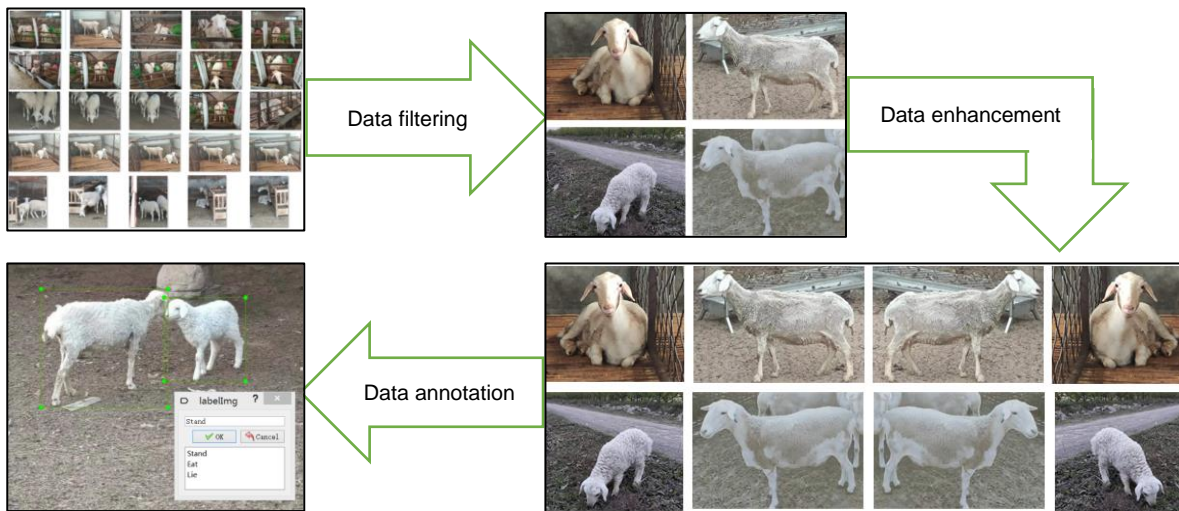 Data filtering
Data enhancement
Data annotation
labelImg ?
Stand
OK Cancel
Stand
Eat
Lie